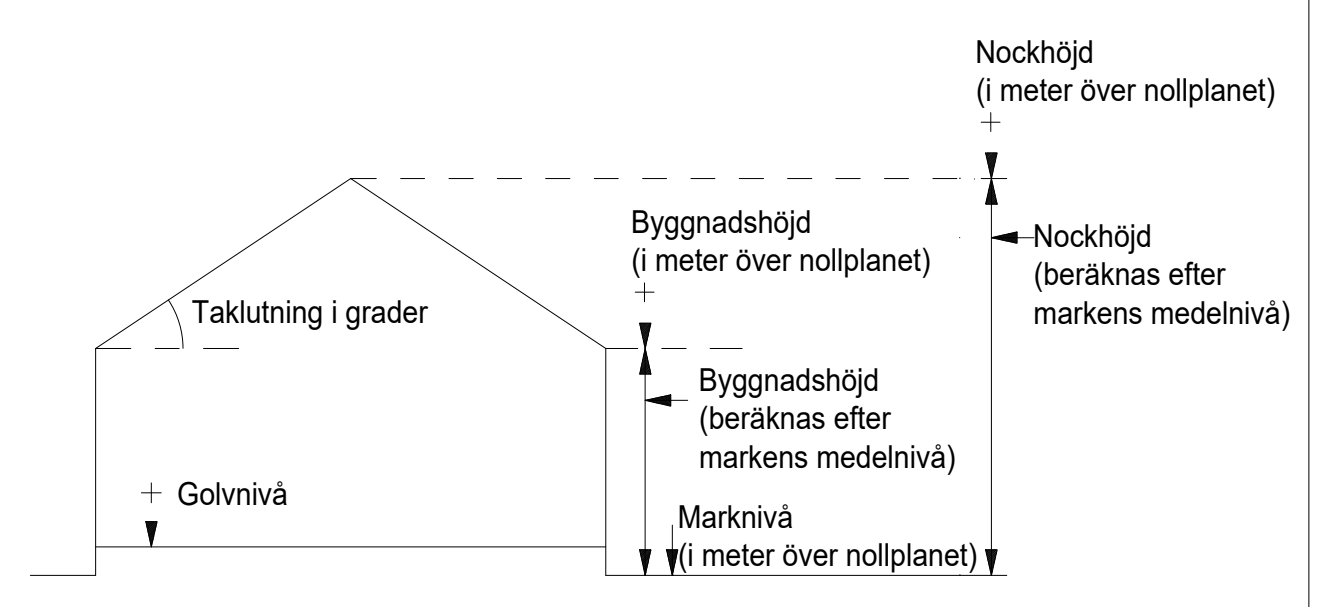 Nockhöjd
(i meter över nollplanet)
+
Byggnadshöjd
(i meter över nollplanet)
+
Nockhöjd
(beräknas efter
markens medelnivå)
Taklutning i grader
Byggnadshöjd
(beräknas efter
markens medelnivå)
+ Golvnivå
Marknivå
(i meter över nollplanet)